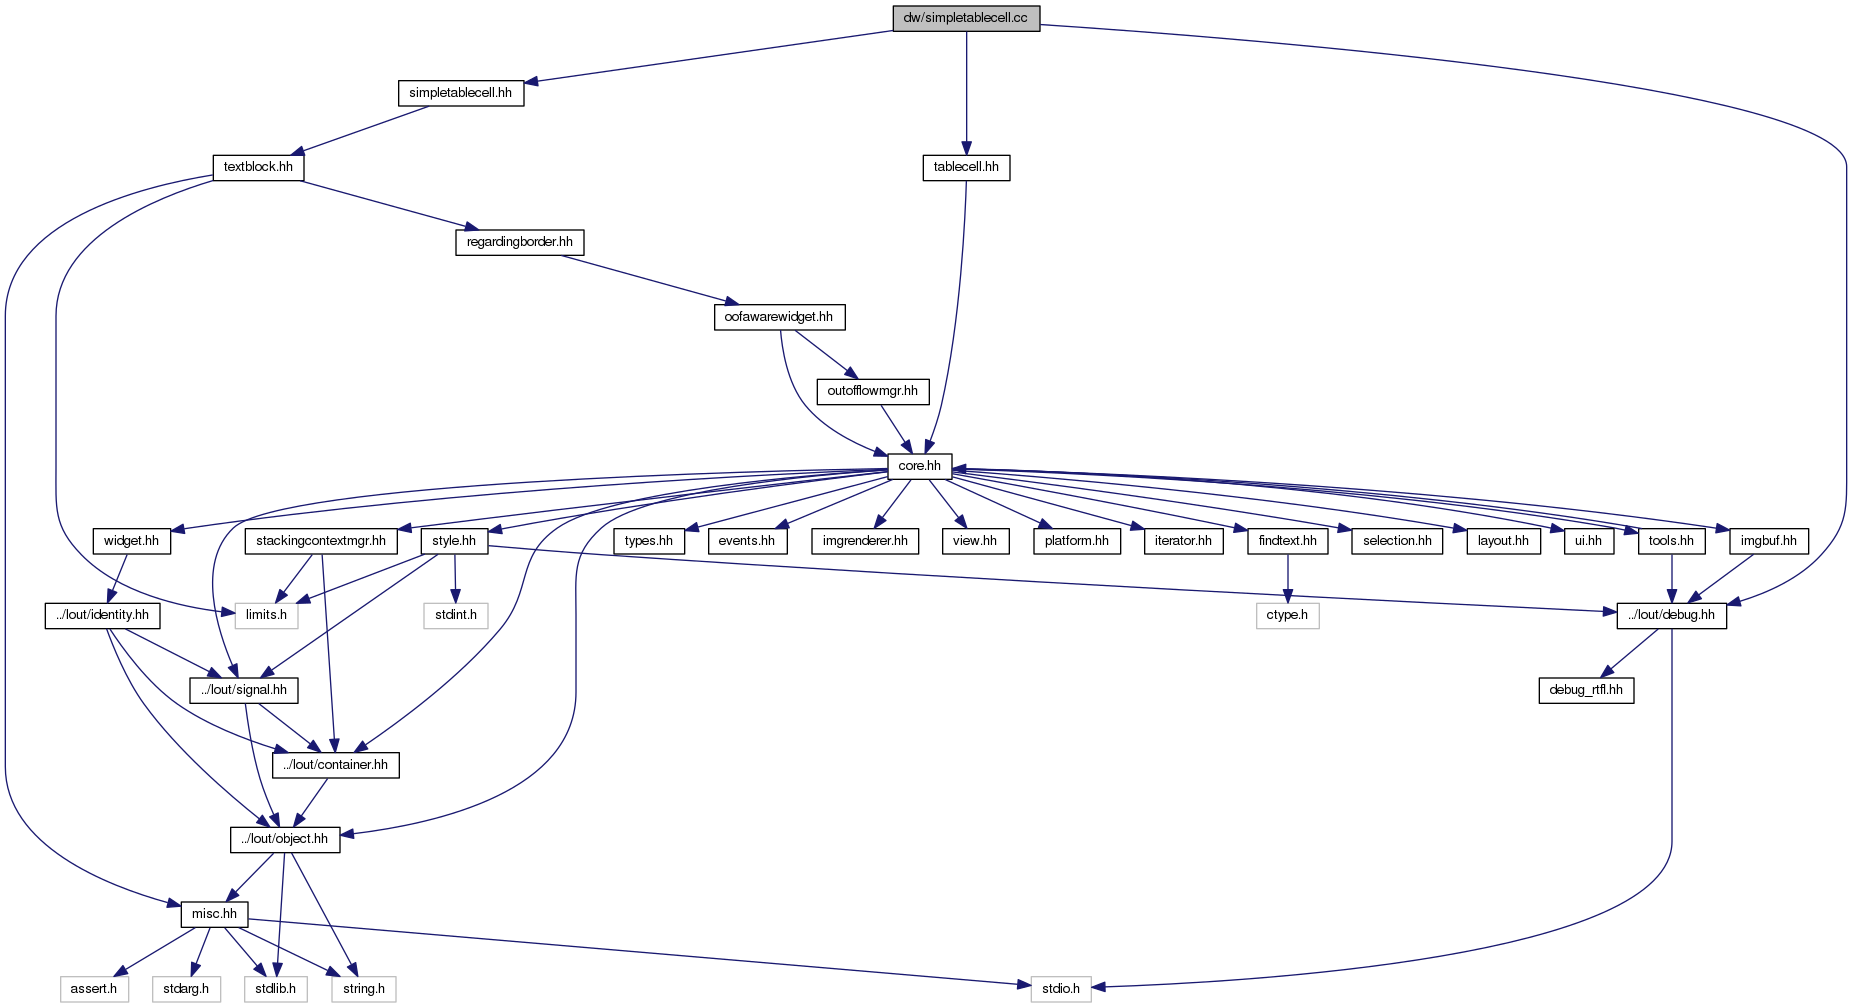 dw/simpletablecell.cc
simpletablecell.hh
textblock.hh
tablecell.hh
regardingborder.hh
oofawarewidget.hh
outofflowmgr.hh
core.hh
widget.hh
stackingcontextmgr.hh
style.hh
types.hh
events.hh
imgrenderer.hh
view.hh
platform.hh
iterator.hh
findtext.hh
selection.hh
layout.hh
ui.hh
tools.hh
imgbuf.hh
../lout/identity.hh
limits.h
stdint.h
ctype.h
../lout/debug.hh
../lout/signal.hh
debug_rtfl.hh
../lout/container.hh
../lout/object.hh
misc.hh
assert.h
stdarg.h
stdlib.h
string.h
stdio.h